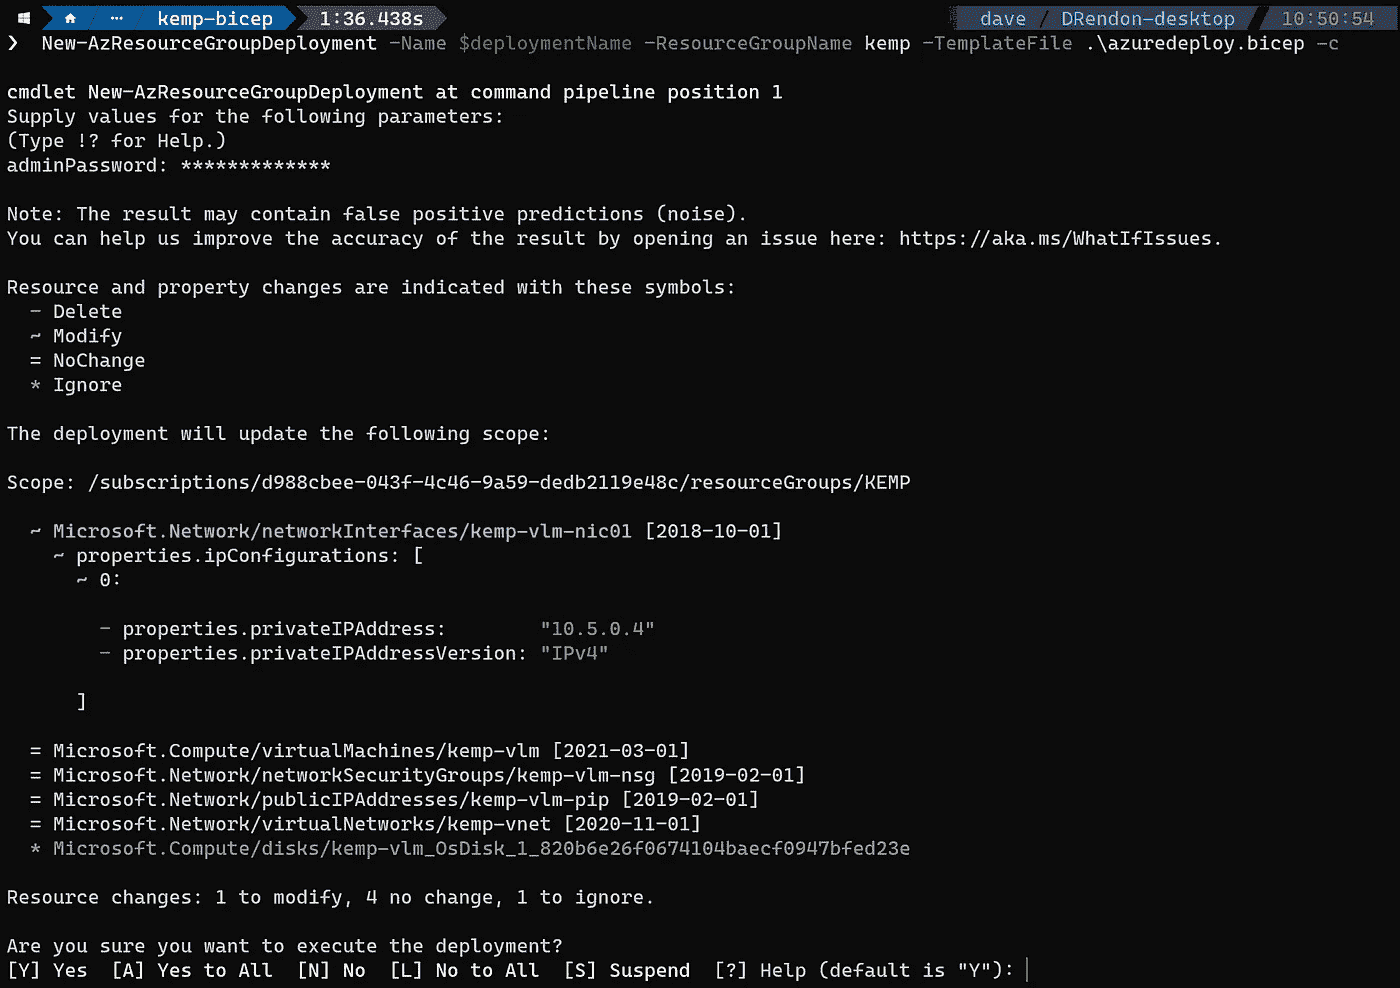 ··· kemp-bicep 1:36.438s dave / DRendon-desktop 10:50:54
❯ New-AzResourceGroupDeployment -Name $deploymentName -ResourceGroupName kemp -TemplateFile .\azuredeploy.bicep -c
cmdlet New-AzResourceGroupDeployment at command pipeline position 1
Supply values for the following parameters:
(Type !? for Help.)
adminPassword: *************
Note: The result may contain false positive predictions (noise).
You can help us improve the accuracy of the result by opening an issue here: https://aka.ms/WhatIfIssues.
Resource and property changes are indicated with these symbols:
- Delete
~ Modify
= NoChange
* Ignore
The deployment will update the following scope:
Scope: /subscriptions/d988cbee-043f-4c46-9a59-dedb2119e48c/resourceGroups/KEMP
~ Microsoft.Network/networkInterfaces/kemp-vlm-nic01 [2018-10-01]
~ properties.ipConfigurations: [
~ 0:
- properties.privateIPAddress: "10.5.0.4"
- properties.privateIPAddressVersion: "IPv4"
]
= Microsoft.Compute/virtualMachines/kemp-vlm [2021-03-01]
= Microsoft.Network/networkSecurityGroups/kemp-vlm-nsg [2019-02-01]
= Microsoft.Network/publicIPAddresses/kemp-vlm-pip [2019-02-01]
= Microsoft.Network/virtualNetworks/kemp-vnet [2020-11-01]
* Microsoft.Compute/disks/kemp-vlm_OsDisk_1_820b6e26f0674104baecf0947bfed23e
Resource changes: 1 to modify, 4 no change, 1 to ignore.
Are you sure you want to execute the deployment?
[Y] Yes [A] Yes to All [N] No [L] No to All [S] Suspend [?] Help (default is "Y"):